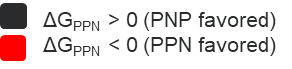 ΔG_PPN > 0 (PNP favored)
ΔG_PPN < 0 (PPN favored)